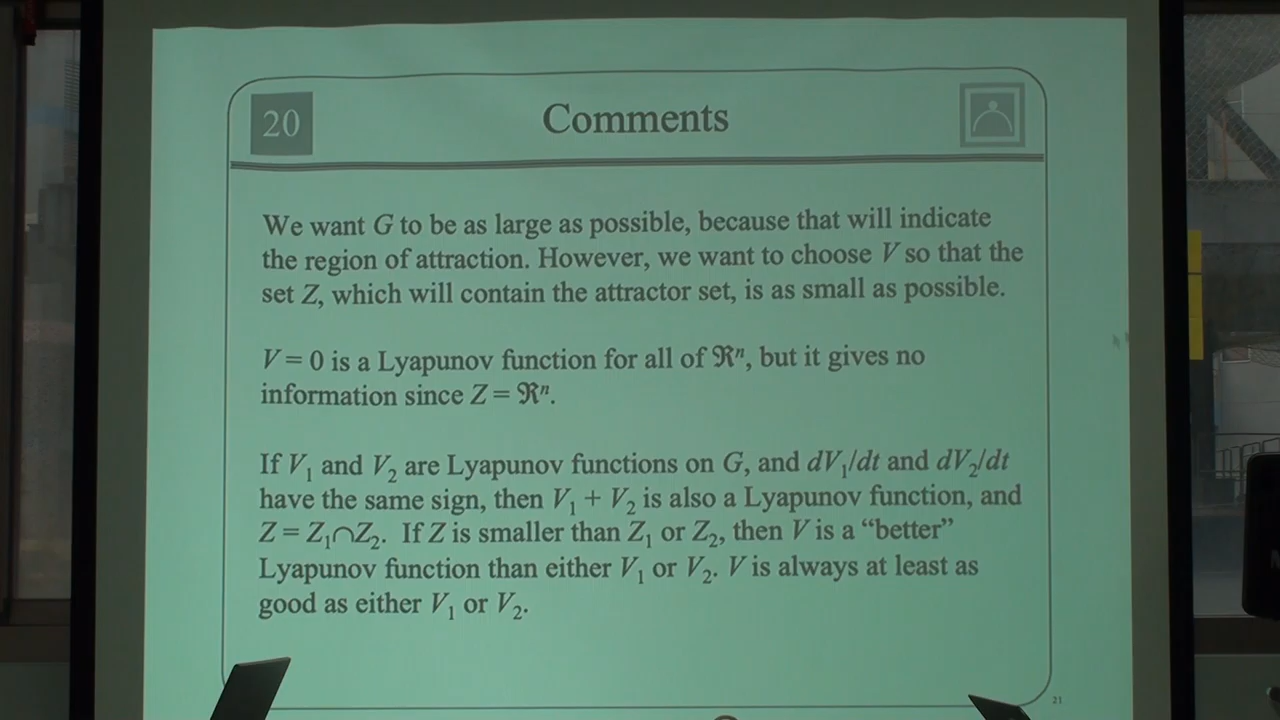 20
Comments
We want G to be as large as possible, because that will indicate
the region of attraction. However, we want to choose V so that the
set Z, which will contain the attractor set, is as small as possible.
V = 0 is a Lyapunov function for all of ℜⁿ, but it gives no
information since Z = ℜⁿ.
If V₁ and V₂ are Lyapunov functions on G, and dV₁/dt and dV₂/dt
have the same sign, then V₁ + V₂ is also a Lyapunov function, and
Z = Z₁∩Z₂. If Z is smaller than Z₁ or Z₂, then V is a “better”
Lyapunov function than either V₁ or V₂. V is always at least as
good as either V₁ or V₂.
21